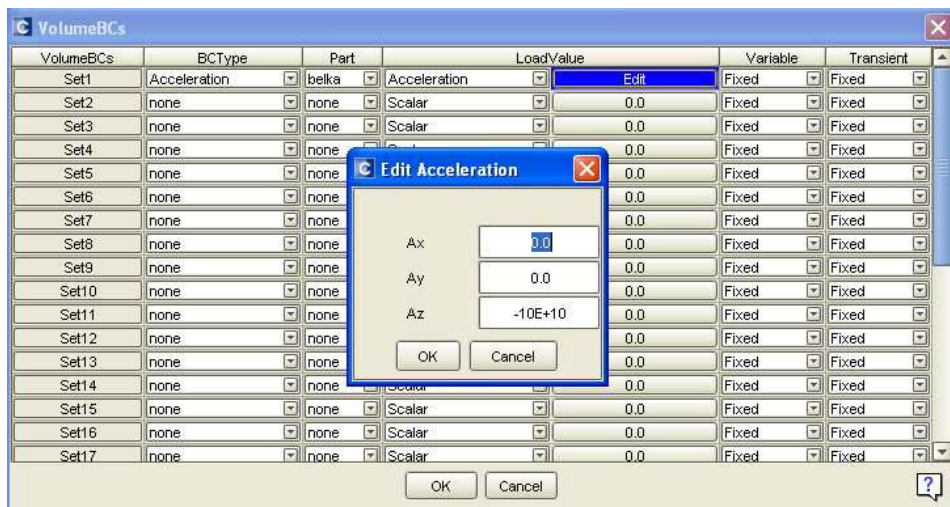 VolumeBCs
VolumeBCs BCType Part LoadValue Variable Transient
Set1 Acceleration belka Acceleration Edit Fixed Fixed
Set2 none none Scalar 0.0 Fixed Fixed
Set3 none none Scalar 0.0 Fixed Fixed
Set4 none none 0.0 Fixed Fixed
Set5 none none 0.0 Fixed Fixed
Edit Acceleration
Set6 none none 0.0 Fixed Fixed
Set7 none none 0.0 Fixed Fixed
Set8 none none Ax 0.0 0.0 Fixed Fixed
Set9 none none 0.0 Fixed Fixed
Ay 0.0
Set10 none none 0.0 Fixed Fixed
Set11 none none Az -10E+10 0.0 Fixed Fixed
Set12 none none 0.0 Fixed Fixed
Set13 none none OK Cancel 0.0 Fixed Fixed
Set14 none none 0.0 Fixed Fixed
Set15 none none Scalar 0.0 Fixed Fixed
Set16 none none Scalar 0.0 Fixed Fixed
Set17 none none Scalar 0.0 Fixed Fixed
OK Cancel